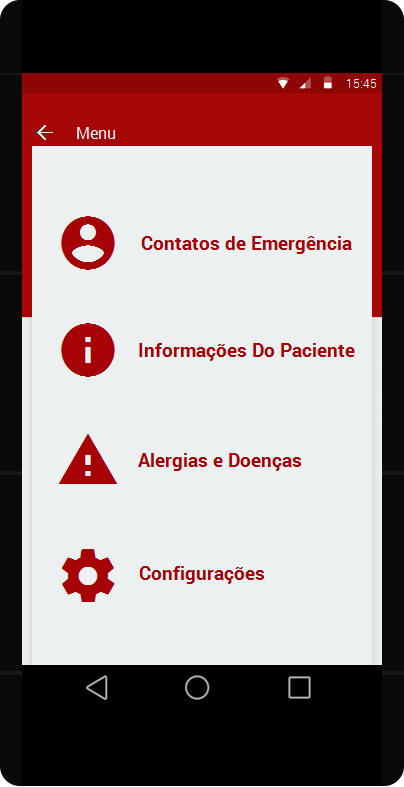 15:45
Menu
Contatos de Emergência
Informações Do Paciente
Alergias e Doenças
Configurações